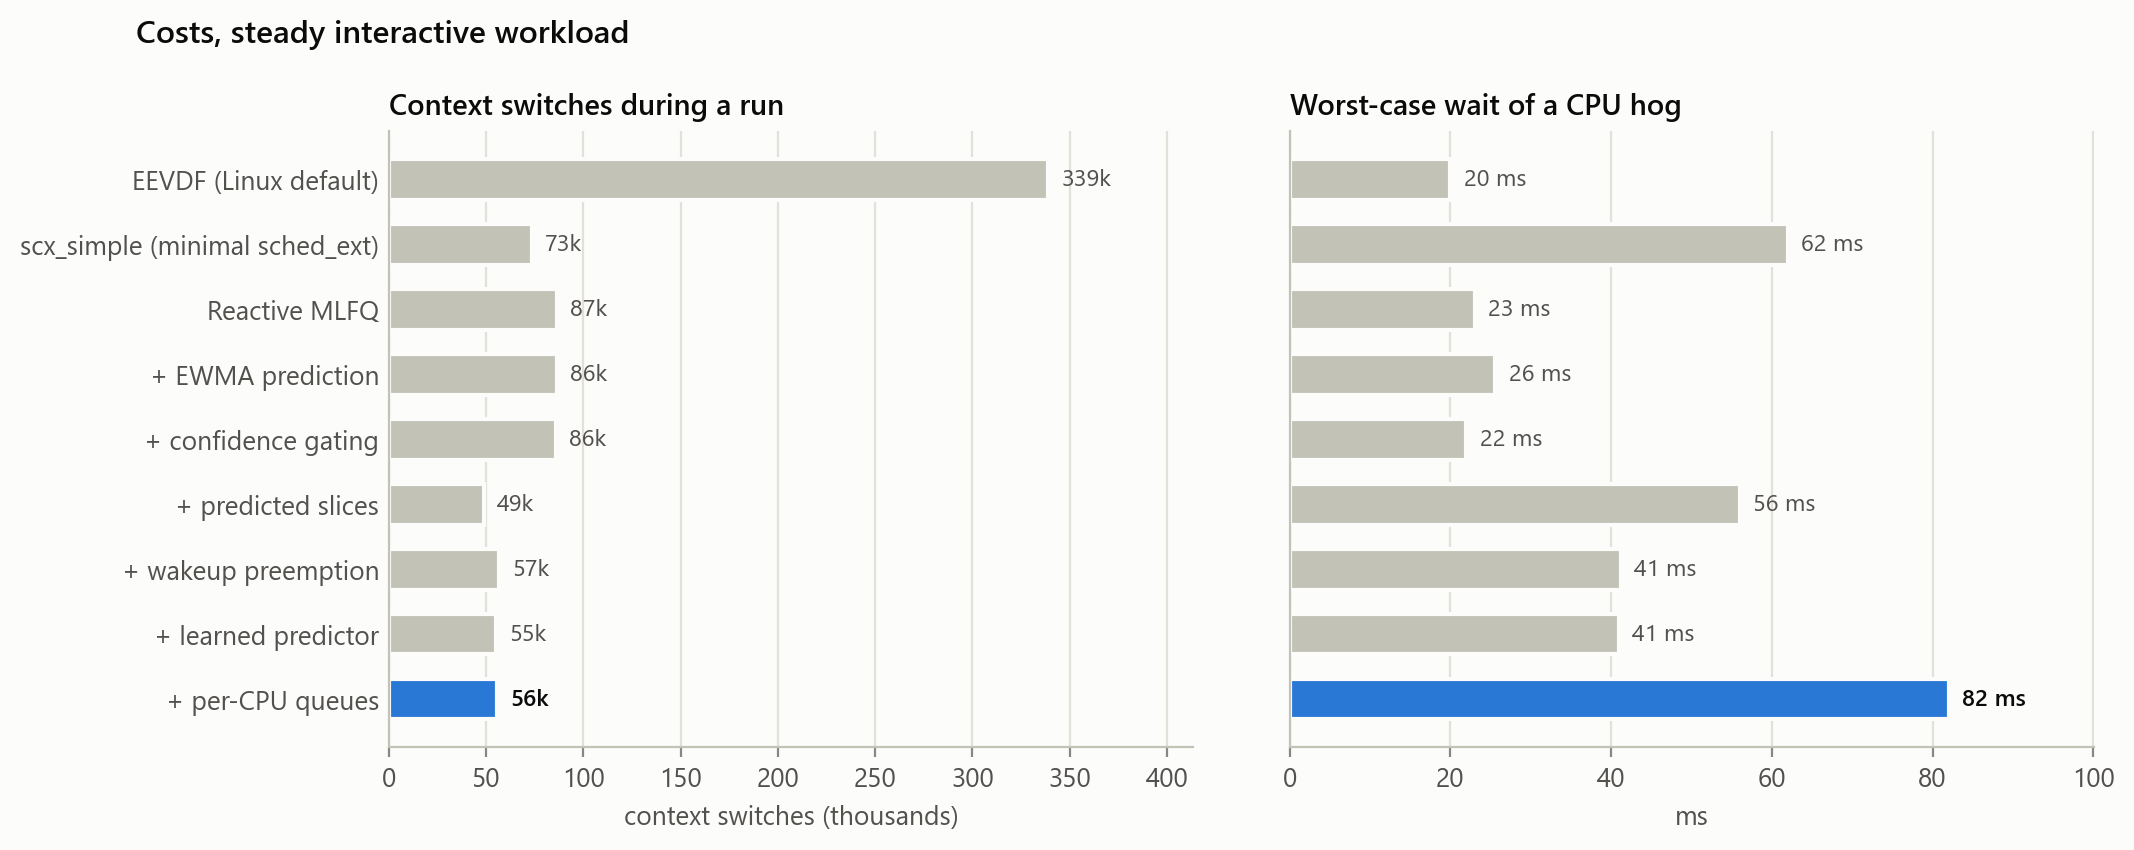 Costs, steady interactive workload
Context switches during a run
EEVDF (Linux default) 339k
scx_simple (minimal sched_ext) 73k
Reactive MLFQ 87k
+ EWMA prediction 86k
+ confidence gating 86k
+ predicted slices 49k
+ wakeup preemption 57k
+ learned predictor 55k
+ per-CPU queues 56k
0 50 100 150 200 250 300 350 400
context switches (thousands)
Worst-case wait of a CPU hog
20 ms
62 ms
23 ms
26 ms
22 ms
56 ms
41 ms
41 ms
82 ms
0 20 40 60 80 100
ms